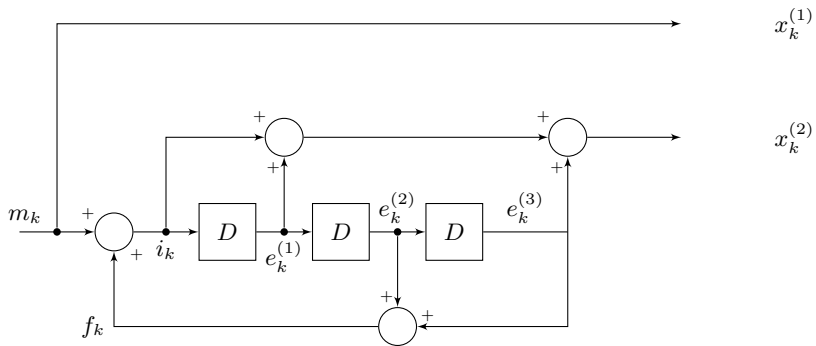 x_k^{(1)}
+ +
x_k^{(2)}
+ +
m_k + D e_k^{(2)} D e_k^{(3)} D
+ i_k e_k^{(1)}
+ +
f_k